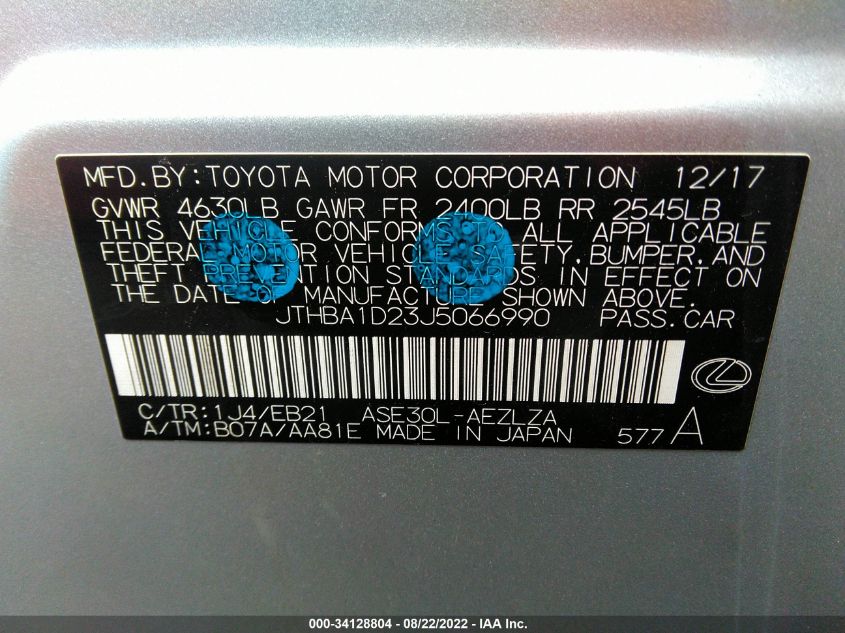 MFD.BY:TOYOTA MOTOR CORPORATION 12/17
GVWR 4630LB GAWR FR 2400LB RR 2545LB
THIS VEHICLE CONFORMS TO ALL APPLICABLE
FEDERAL MOTOR VEHICLE SAFETY,BUMPER,AND
THEFT PREVENTION STANDARDS IN EFFECT ON
THE DATE OF MANUFACTURE SHOWN ABOVE.
JTHBA1D23J5066990 PASS.CAR
C/TR:1J4/EB21 ASE30L-AEZLZA
A/TM:B07A/AA81E MADE IN JAPAN 577A
000-34128804 - 08/22/2022 - IAA Inc.